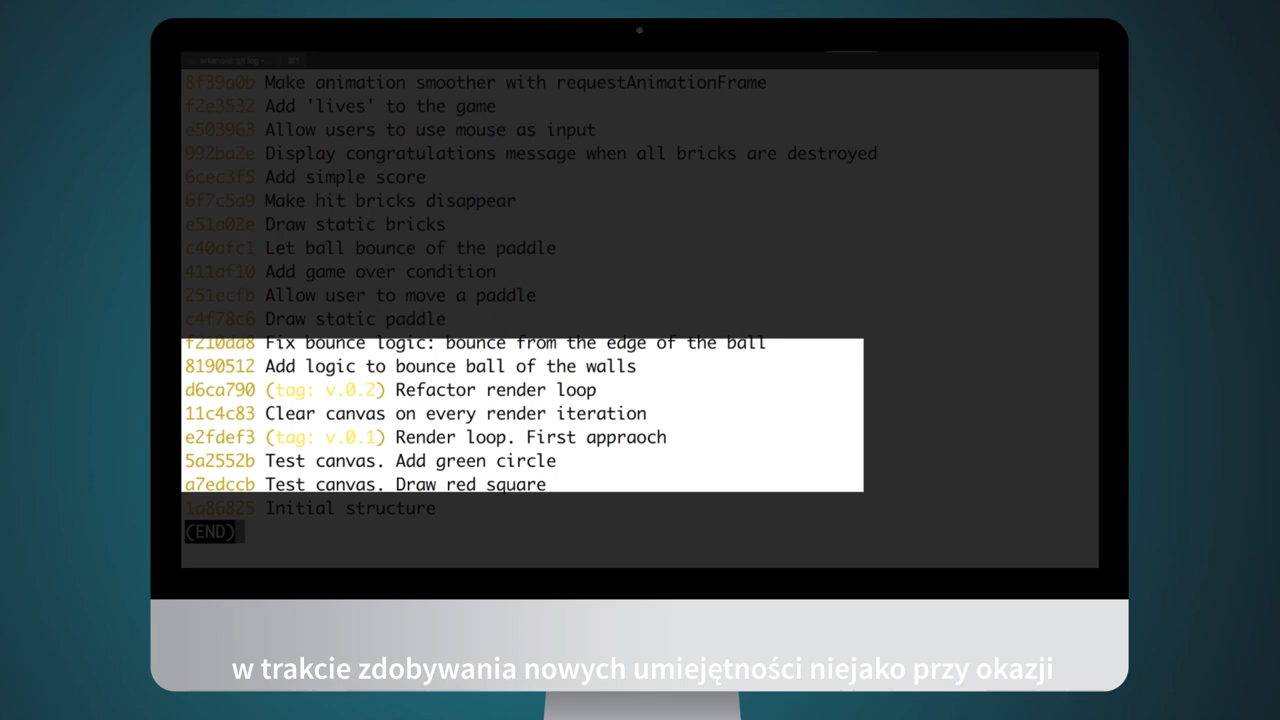 arkanoid: git log -... ⌘1
8f39a0b Make animation smoother with requestAnimationFrame
f2e3532 Add 'lives' to the game
e503963 Allow users to use mouse as input
992ba2e Display congratulations message when all bricks are destroyed
6cec3f5 Add simple score
6f7c5a9 Make hit bricks disappear
e51a02e Draw static bricks
c40afc1 Let ball bounce of the paddle
411af10 Add game over condition
251ecfb Allow user to move a paddle
c4f78c6 Draw static paddle
f210da8 Fix bounce logic: bounce from the edge of the ball
8190512 Add logic to bounce ball of the walls
d6ca790 (tag: v.0.2) Refactor render loop
11c4c83 Clear canvas on every render iteration
e2fdef3 (tag: v.0.1) Render loop. First appraoch
5a2552b Test canvas. Add green circle
a7edccb Test canvas. Draw red square
1a86825 Initial structure
(END)
w trakcie zdobywania nowych umiejętności niejako przy okazji